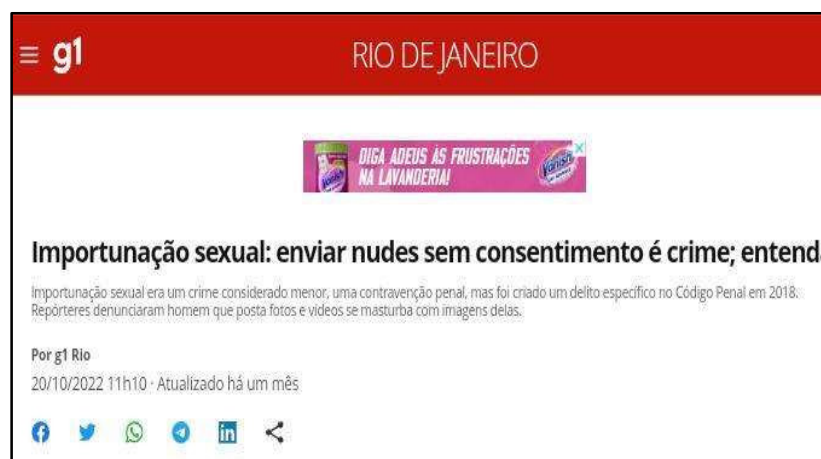 g1
RIO DE JANEIRO
DIGA ADEUS ÀS FRUSTRAÇÕES
NA LAVANDERIA!
Vanish
Vanish
Importunação sexual: enviar nudes sem consentimento é crime; entenda
Importunação sexual era um crime considerado menor, uma contravenção penal, mas foi criado um delito específico no Código Penal em 2018.
Repórteres denunciaram homem que posta fotos e vídeos se masturba com imagens delas.
Por g1 Rio
20/10/2022 11h10 · Atualizado há um mês
in